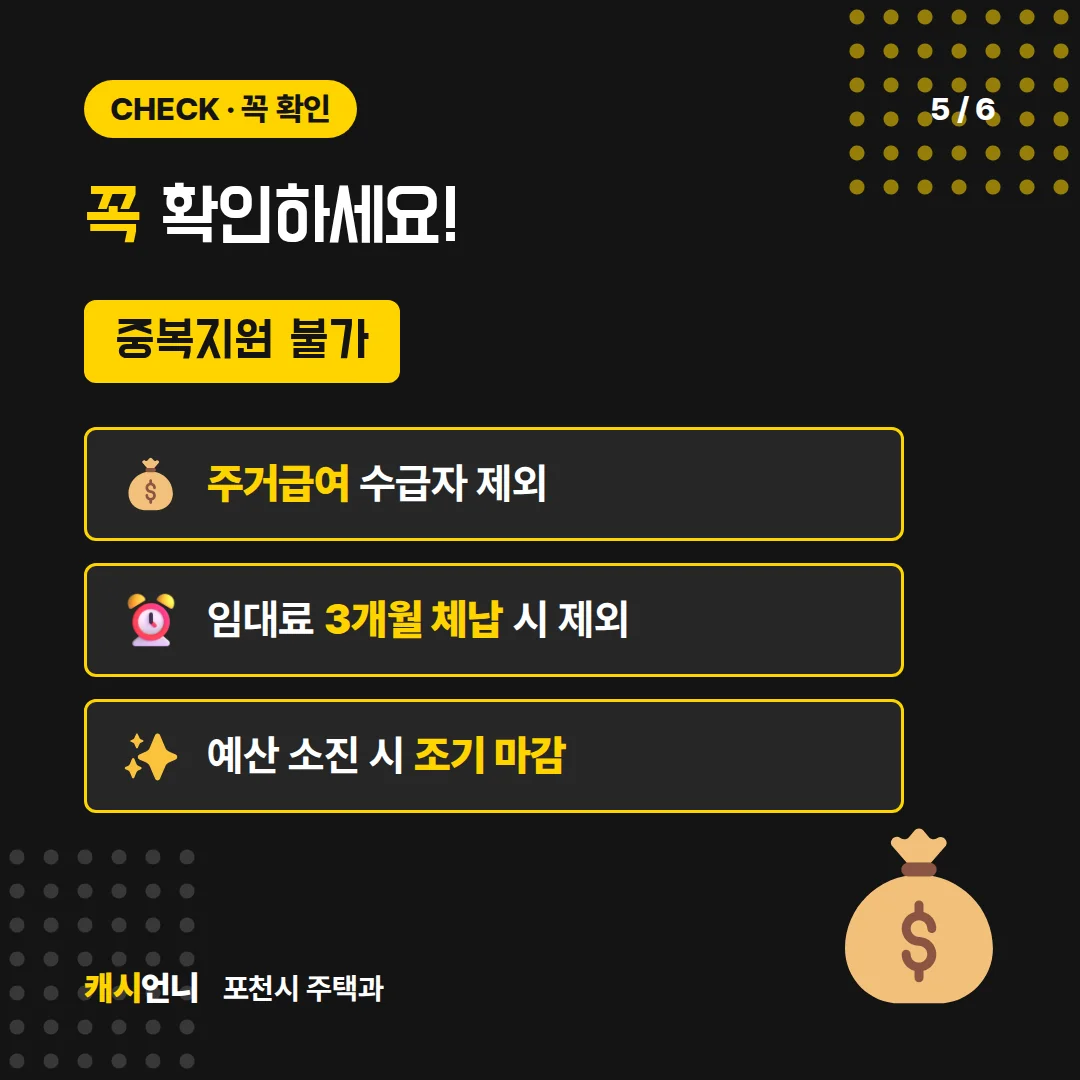 CHECK · 꼭 확인
5 / 6
꼭 확인하세요!
중복지원 불가
$ 주거급여 수급자 제외
임대료 3개월 체납 시 제외
예산 소진 시 조기 마감
$
캐시언니 포천시 주택과